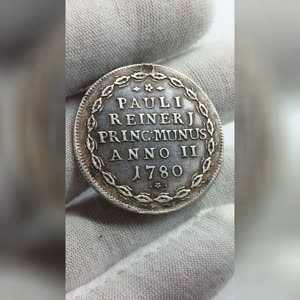 PAULI
REINERJ
PRINC:MUNUS
ANNO II
1780